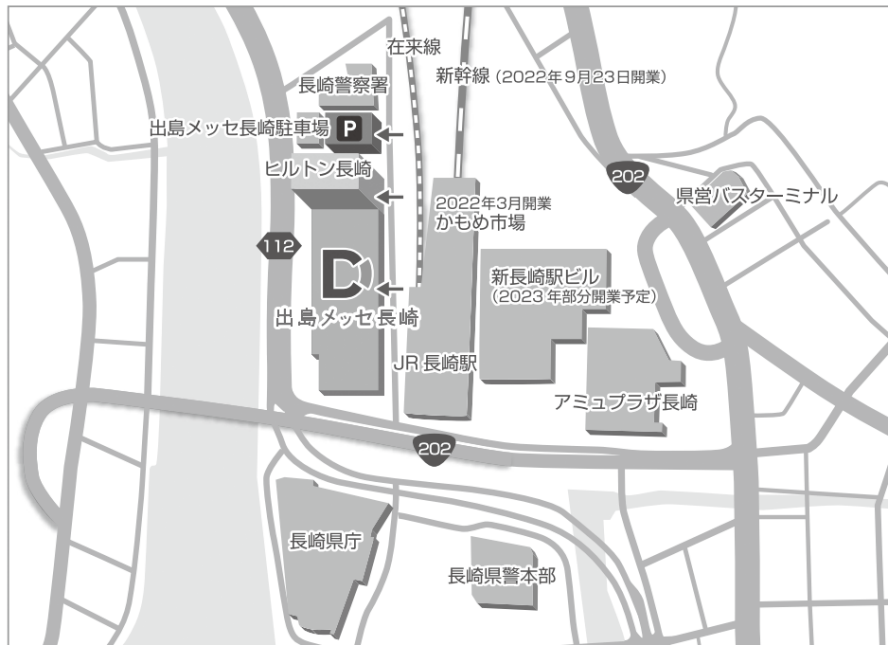 在来線
新幹線（2022年9月23日開業）
長崎警察署
出島メッセ長崎駐車場
P
ヒルトン長崎
202
県営バスターミナル
2022年3月開業
かもめ市場
112
新長崎駅ビル
（2023年部分開業予定）
D
出島メッセ長崎
JR長崎駅
アミュプラザ長崎
202
長崎県庁
長崎県警本部